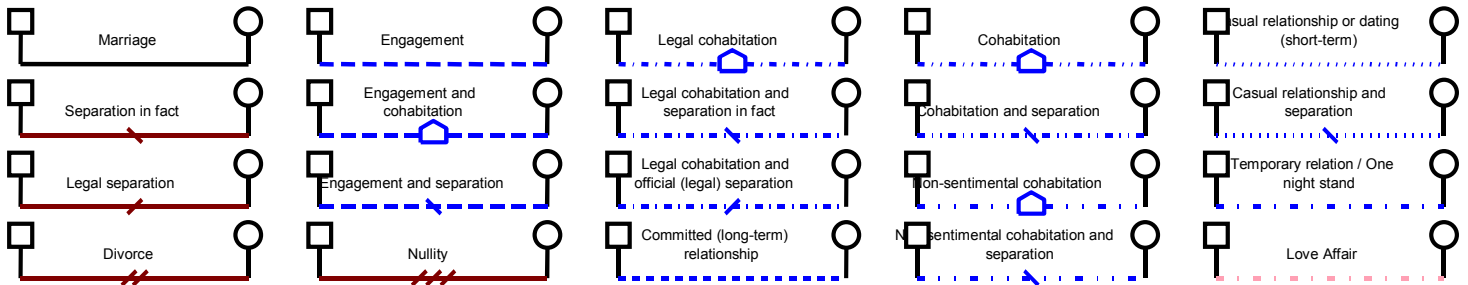 Marriage
Engagement
Legal cohabitation
Cohabitation
Casual relationship or dating
(short-term)
Separation in fact
Engagement and
cohabitation
Legal cohabitation and
separation in fact
Cohabitation and separation
Casual relationship and
separation
Legal separation
Engagement and separation
Legal cohabitation and
official (legal) separation
Non-sentimental cohabitation
Temporary relation / One
night stand
Divorce
Nullity
Committed (long-term)
relationship
Non-sentimental cohabitation and
separation
Love Affair